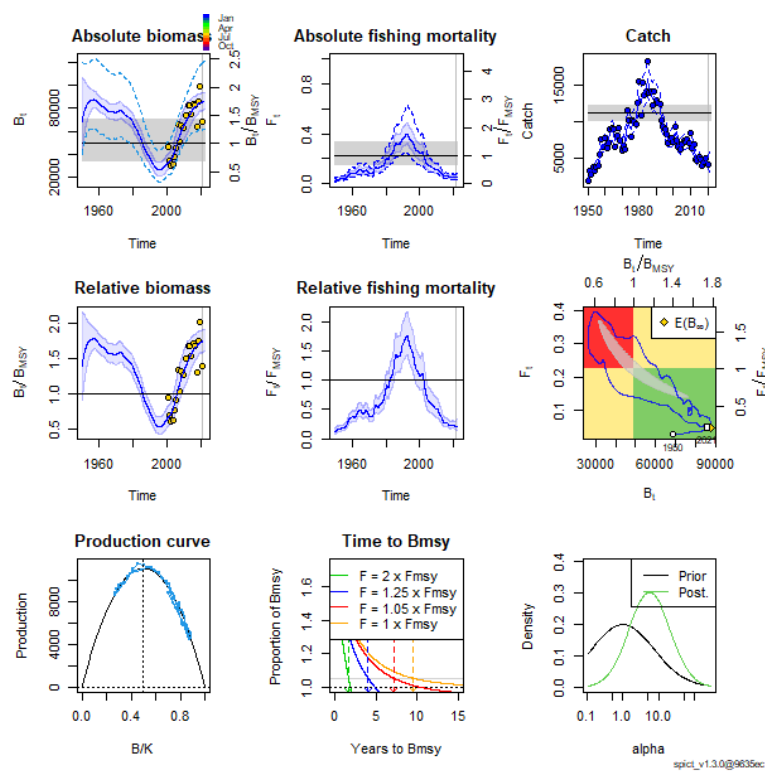 Jan
Apr
Jul
Oct
Absolute biomass
Absolute fishing mortality
Catch
Bt
20000
80000
1960
2000
Time
0.5
1.0
1.5
2.0
2.5
Bt/BMSY
Ft
0.0
0.4
0.8
1960
2000
Time
0
1
2
3
4
Ft/FMSY
Catch
5000
15000
1950
1980
2010
Time
Relative biomass
Relative fishing mortality
Bt/BMSY
0.5
1.0
1.5
2.0
1960
2000
Time
Ft/FMSY
0.0
0.5
1.0
1.5
2.0
1960
2000
Time
Bt/BMSY
0.6
1
1.4
1.8
Ft
0.1
0.2
0.3
0.4
E(B∞)
1950
2021
30000
60000
90000
Bt
0.5
1
1.5
Ft/FMSY
Production curve
Time to Bmsy
Production
0
4000
8000
0.0
0.4
0.8
B/K
Proportion of Bmsy
1.0
1.2
1.4
1.6
F = 2 x Fmsy
F = 1.25 x Fmsy
F = 1.05 x Fmsy
F = 1 x Fmsy
0
5
10
15
Years to Bmsy
Density
0.0
0.1
0.2
0.3
0.4
Prior
Post.
0.1
1.0
10.0
alpha
spict_v1.3.0@9635ec